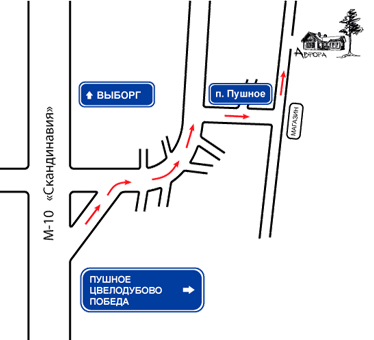 АВРОРА
ВЫБОРГ
п. Пушное
МАГАЗИН
М-10 «Скандинавия»
ПУШНОЕ
ЦВЕЛОДУБОВО
ПОБЕДА